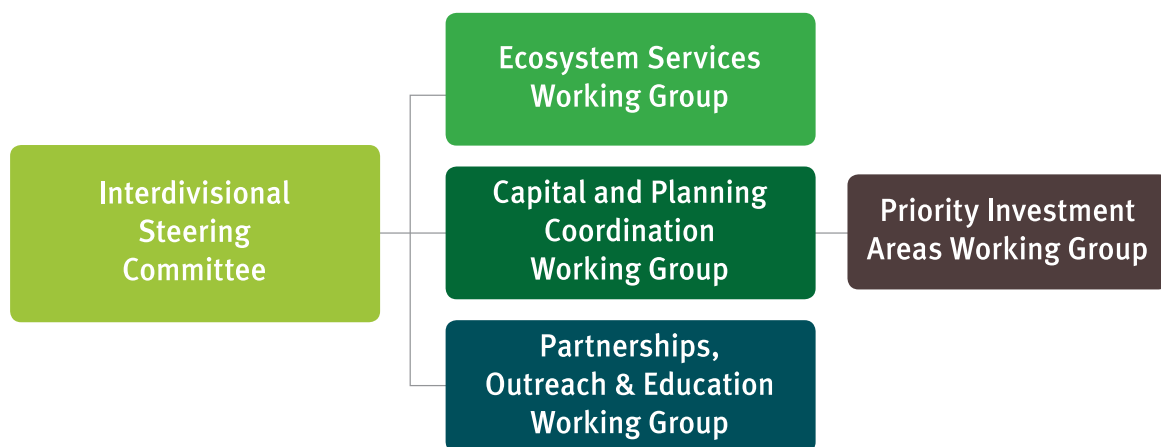 Interdivisional
Steering
Committee
Ecosystem Services
Working Group
Capital and Planning
Coordination
Working Group
Partnerships,
Outreach & Education
Working Group
Priority Investment
Areas Working Group